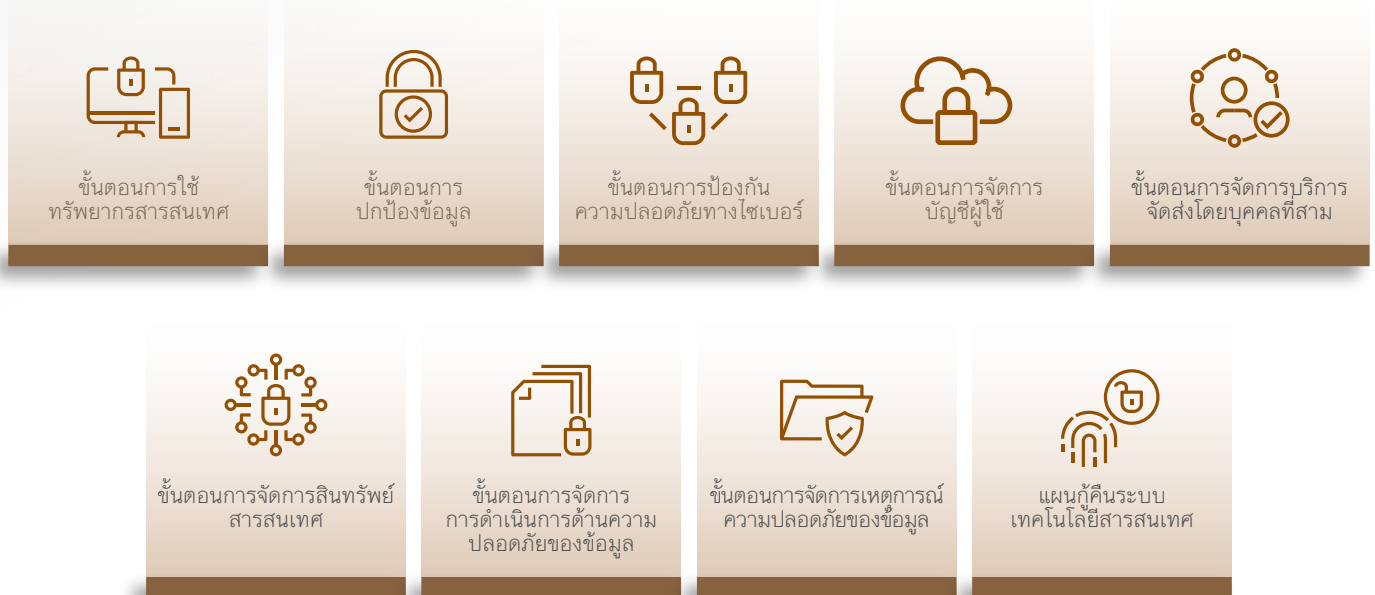 ขั้นตอนการใช้
ทรัพยากรสารสนเทศ
ขั้นตอนการ
ปกป้องข้อมูล
ขั้นตอนการป้องกัน
ความปลอดภัยทางไซเบอร์
ขั้นตอนการจัดการ
บัญชีผู้ใช้
ขั้นตอนการจัดการบริการ
จัดส่งโดยบุคคลที่สาม
ขั้นตอนการจัดการสินทรัพย์
สารสนเทศ
ขั้นตอนการจัดการ
การดำเนินการด้านความ
ปลอดภัยของข้อมูล
ขั้นตอนการจัดการเหตุการณ์
ความปลอดภัยของข้อมูล
แผนกู้คืนระบบ
เทคโนโลยีสารสนเทศ